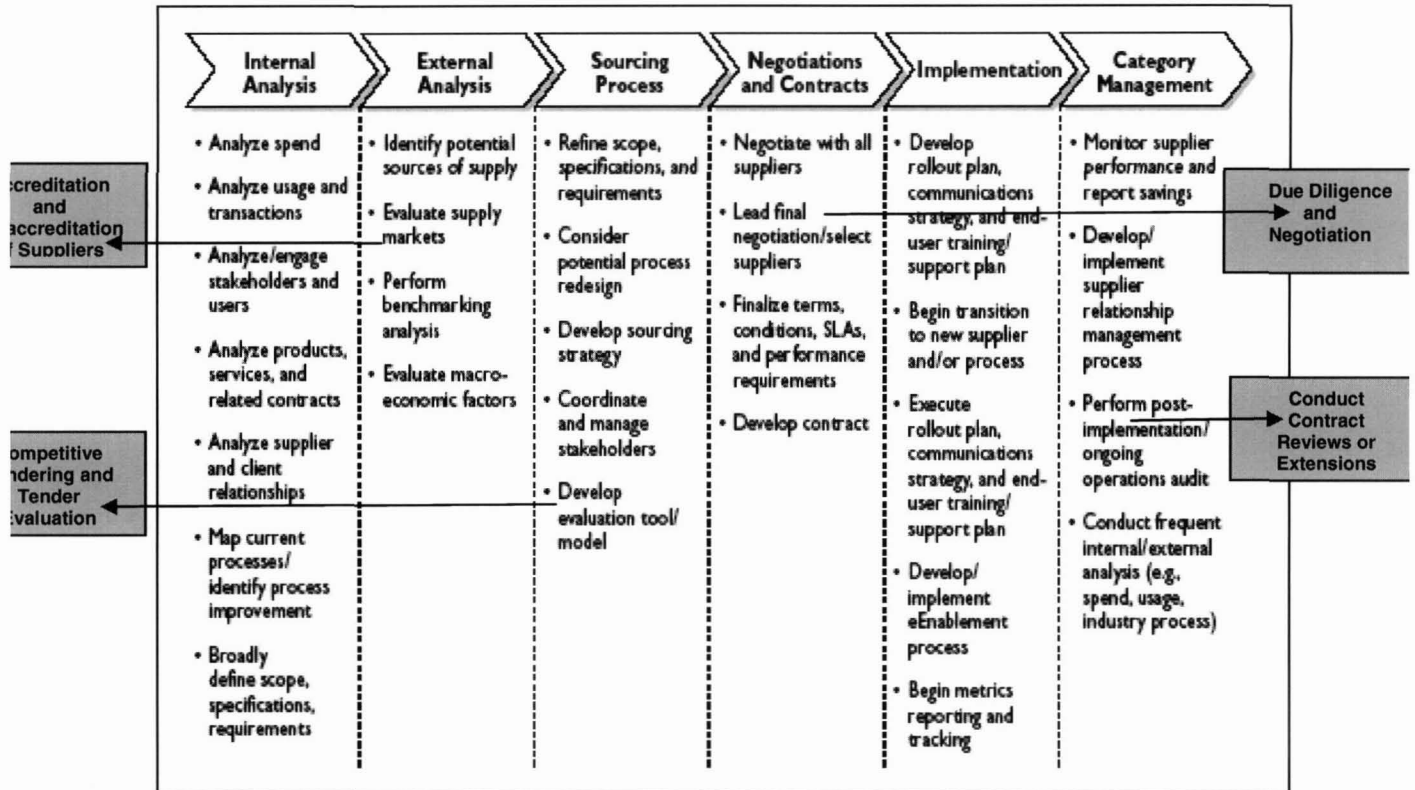 Internal
Analysis
External
Analysis
Sourcing
Process
Negotiations
and Contracts
Implementation
Category
Management
• Analyze spend
• Analyze usage and
transactions
• Analyze/engage
stakeholders and
users
• Analyze products,
services, and
related contracts
• Analyze supplier
and client
relationships
• Map current
processes/
identify process
improvement
• Broadly
define scope,
specifications,
requirements
• Identify potential
sources of supply
• Evaluate supply
markets
• Perform
benchmarking
analysis
• Evaluate macro-
economic factors
• Refine scope,
specifications, and
requirements
• Consider
potential process
redesign
• Develop sourcing
strategy
• Coordinate
and manage
stakeholders
• Develop
evaluation tool/
model
• Negotiate with all
suppliers
• Lead final
negotiation/select
suppliers
• Finalize terms,
conditions, SLAs,
and performance
requirements
• Develop contract
• Develop
rollout plan,
communications
strategy, and end-
user training/
support plan
• Begin transition
to new supplier
and/or process
• Execute
rollout plan,
communications
strategy, and end-
user training/
support plan
• Develop/
implement
eEnablement
process
• Begin metrics
reporting and
tracking
• Monitor supplier
performance and
report savings
• Develop/
implement
supplier
relationship
management
process
• Perform post-
implementation/
ongoing
operations audit
• Conduct frequent
internal/external
analysis (e.g.,
spend, usage,
industry process)
ccreditation
and
accreditation
f Suppliers
ompetitive
ndering and
Tender
valuation
Due Diligence
and
Negotiation
Conduct
Contract
Reviews or
Extensions